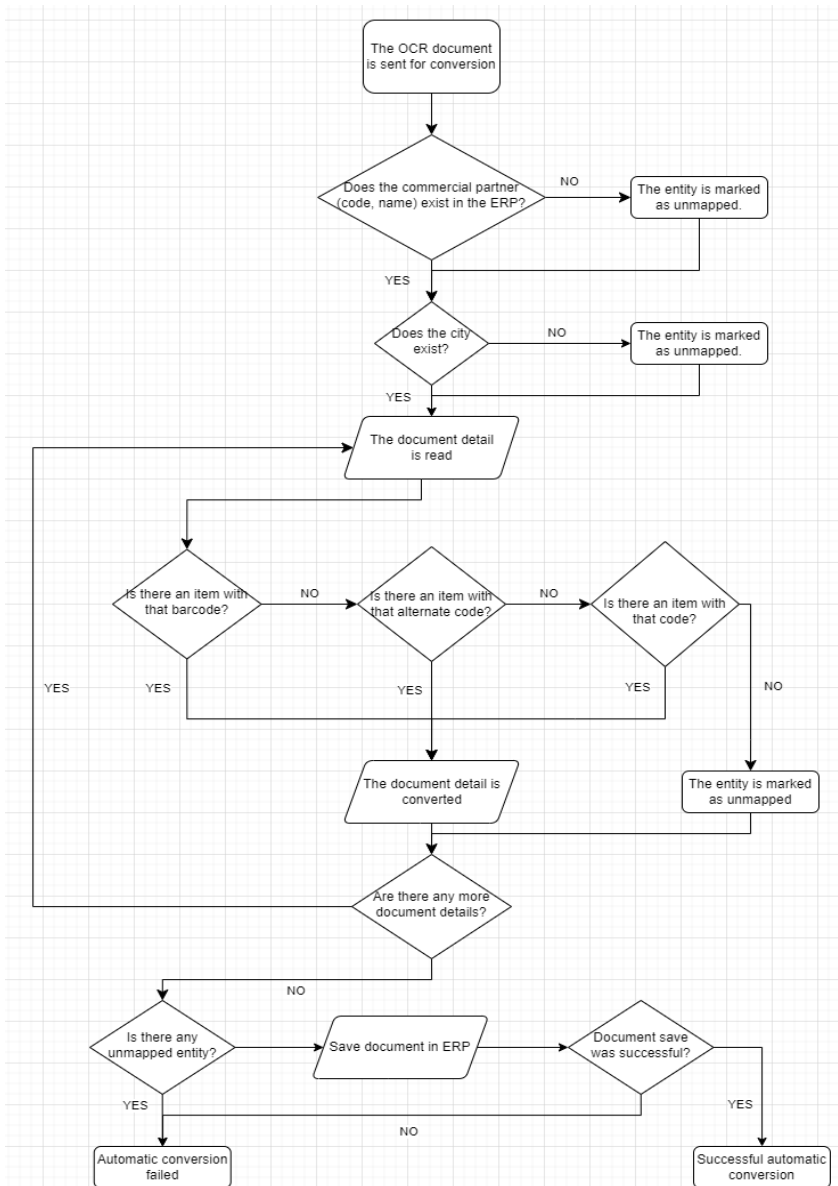 The OCR document
is sent for conversion
Does the commercial partner
(code, name) exist in the ERP?
NO
The entity is marked
as unmapped.
YES
Does the city
exist?
NO
The entity is marked
as unmapped.
YES
The document detail
is read
Is there an item with
that barcode?
NO
Is there an item with
that alternate code?
NO
Is there an item with
that code?
YES
YES
YES
YES
NO
The document detail is
converted
The entity is marked
as unmapped
Are there any more
document details?
NO
Is there any
unmapped entity?
Save document in ERP
Document save
was successful?
YES
NO
YES
Automatic conversion
failed
Successful automatic
conversion